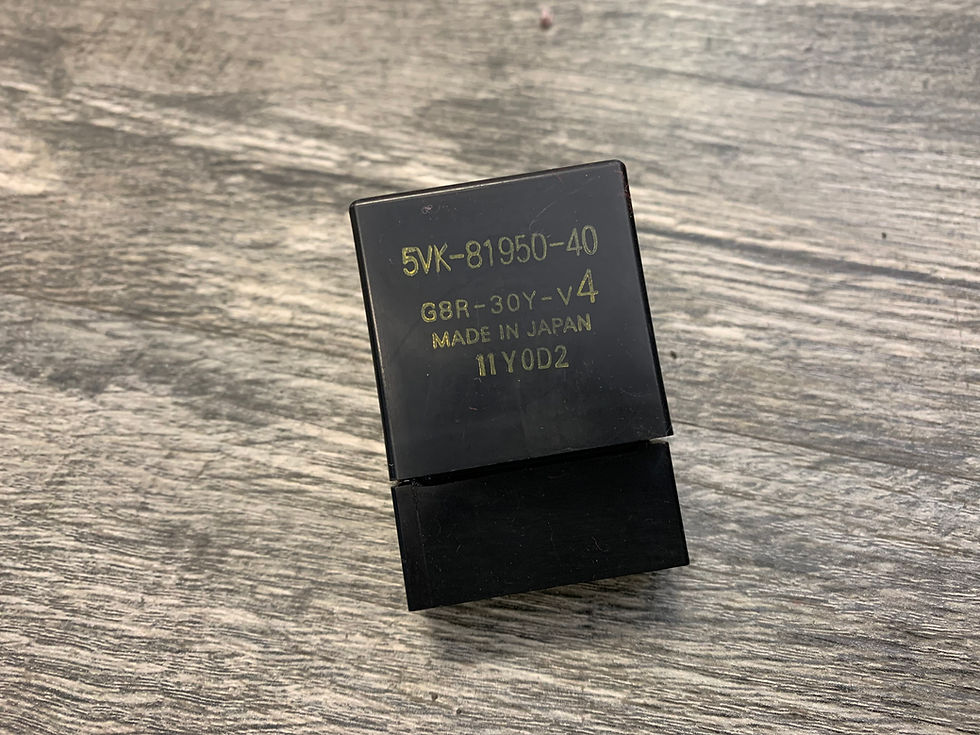 5VK-81950-40
G8R-30Y-V4
MADE IN JAPAN
11Y0D2